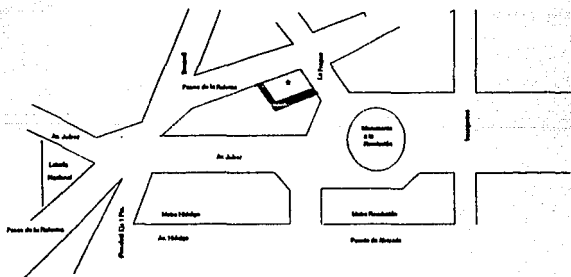 Paseo de la Reforma
La Fragua
Insurgentes
Monumento
a la
Revolución
Av. Juárez
Lotería
Nacional
Av. Juárez
Metro Hidalgo
Metro Revolución
Paseo de la Reforma
Av. Hidalgo
Puente de Alvarado